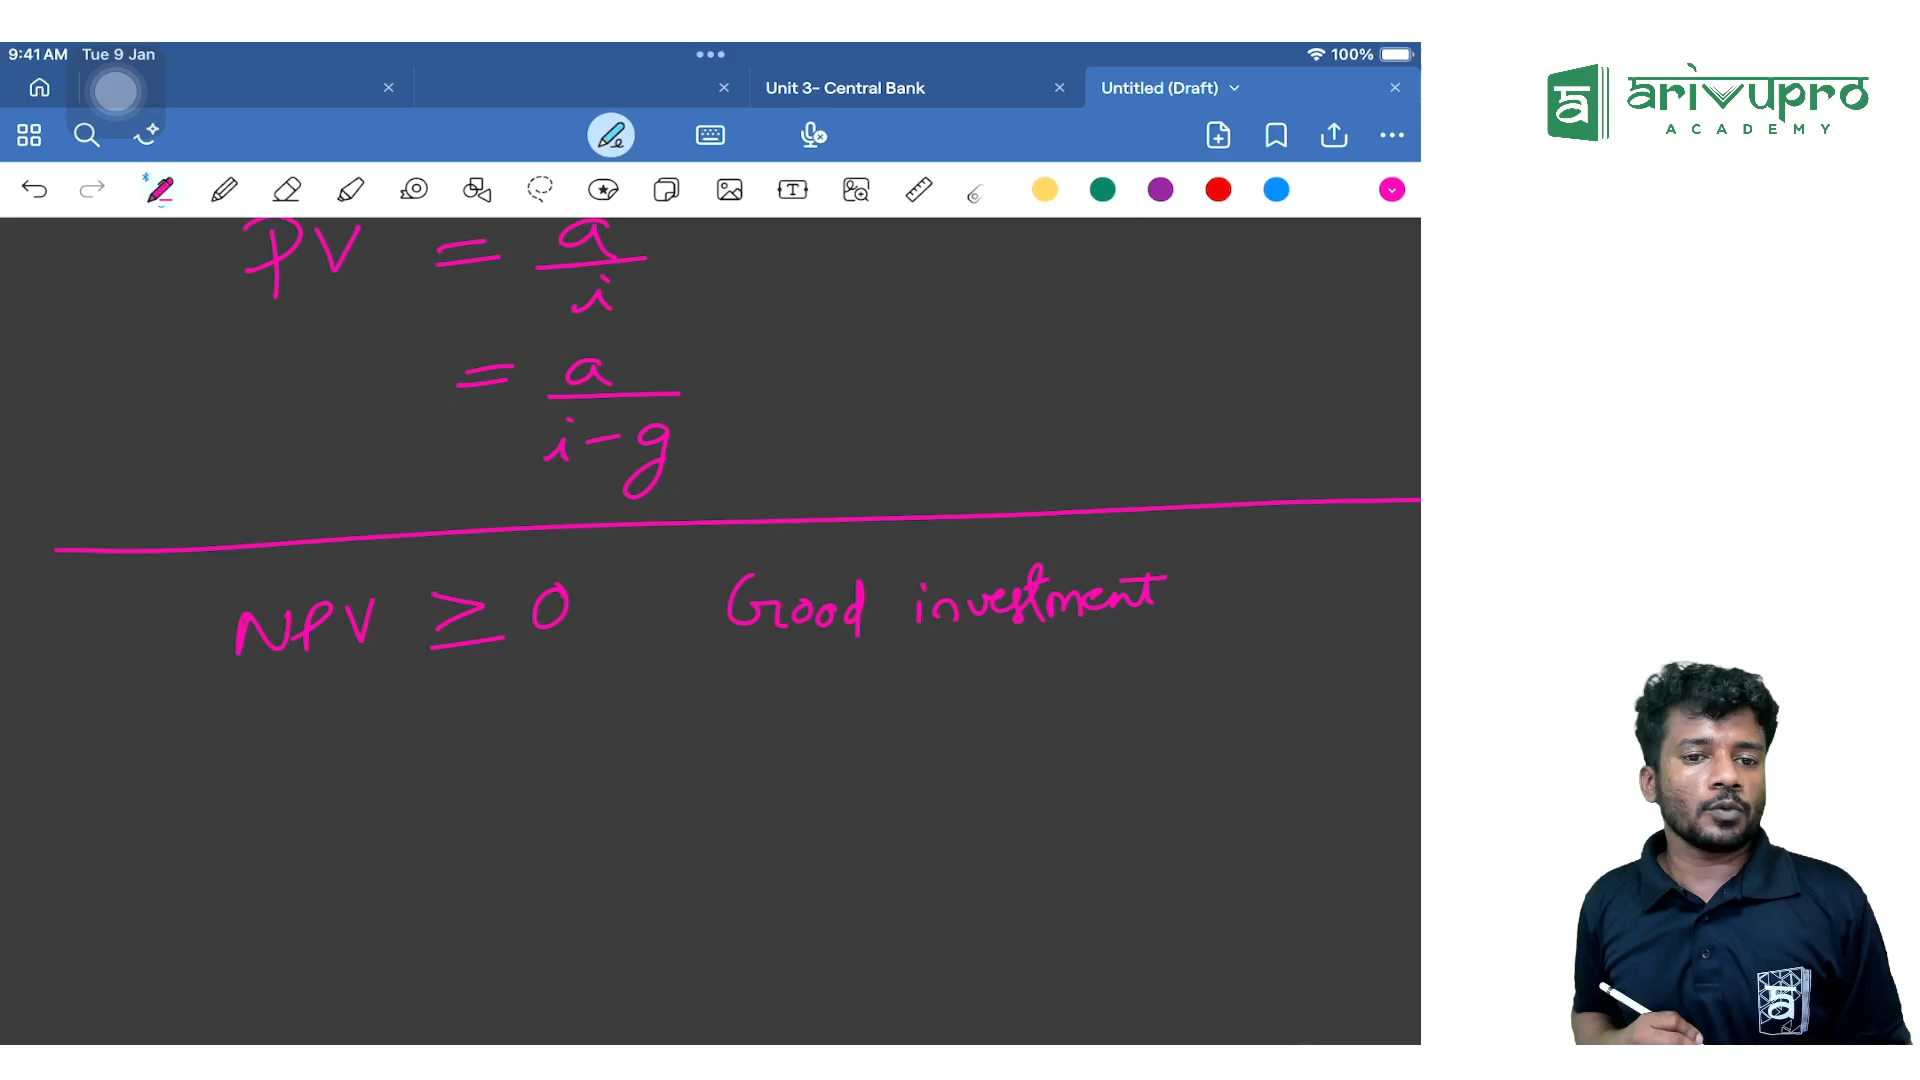 9:41 AM Tue 9 Jan
100%
Unit 3- Central Bank
Untitled (Draft)
arivupro
ACADEMY
PV = a/i
= a/i-g
NPV ≥ 0 Good investment